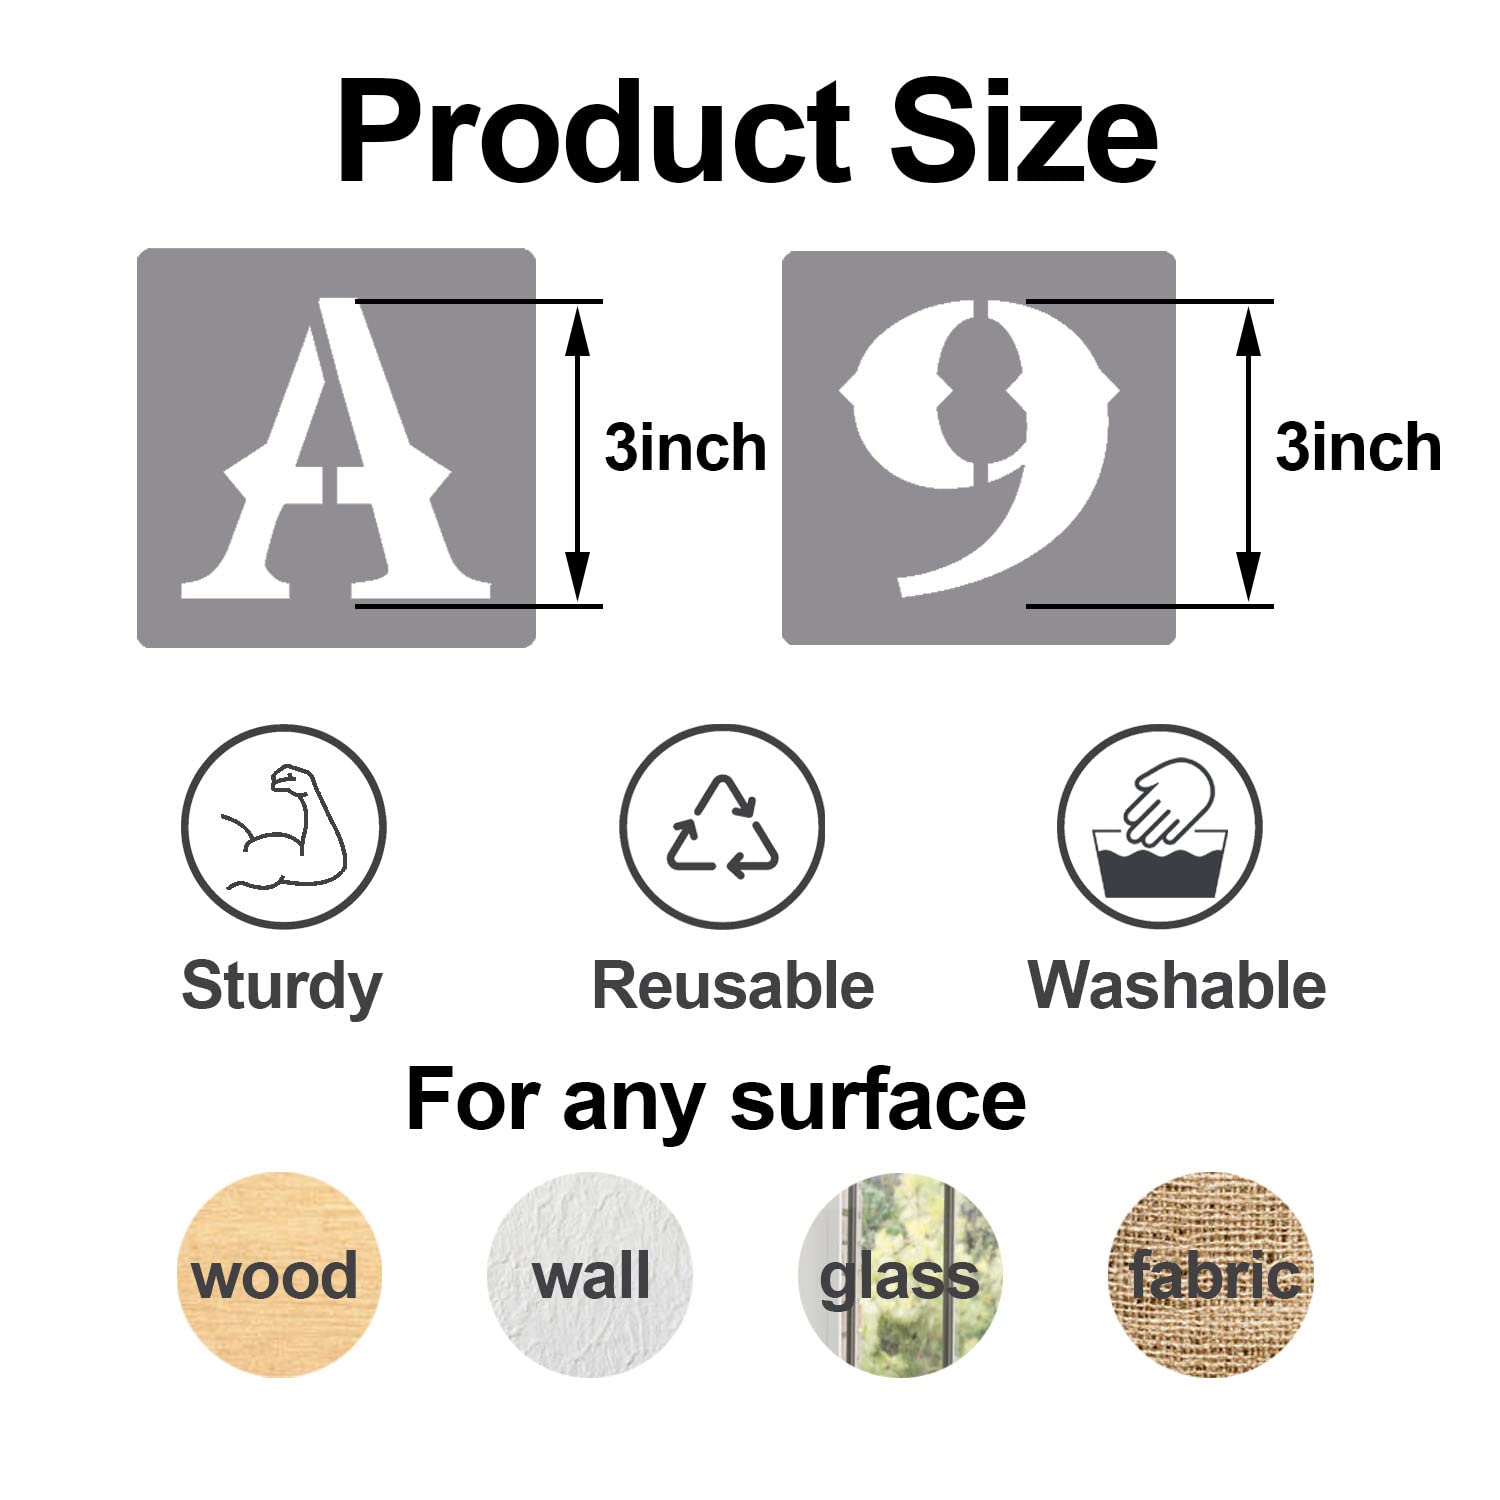 Product Size
A
9
3inch
3inch
Sturdy
Reusable
Washable
For any surface
wood
wall
glass
fabric